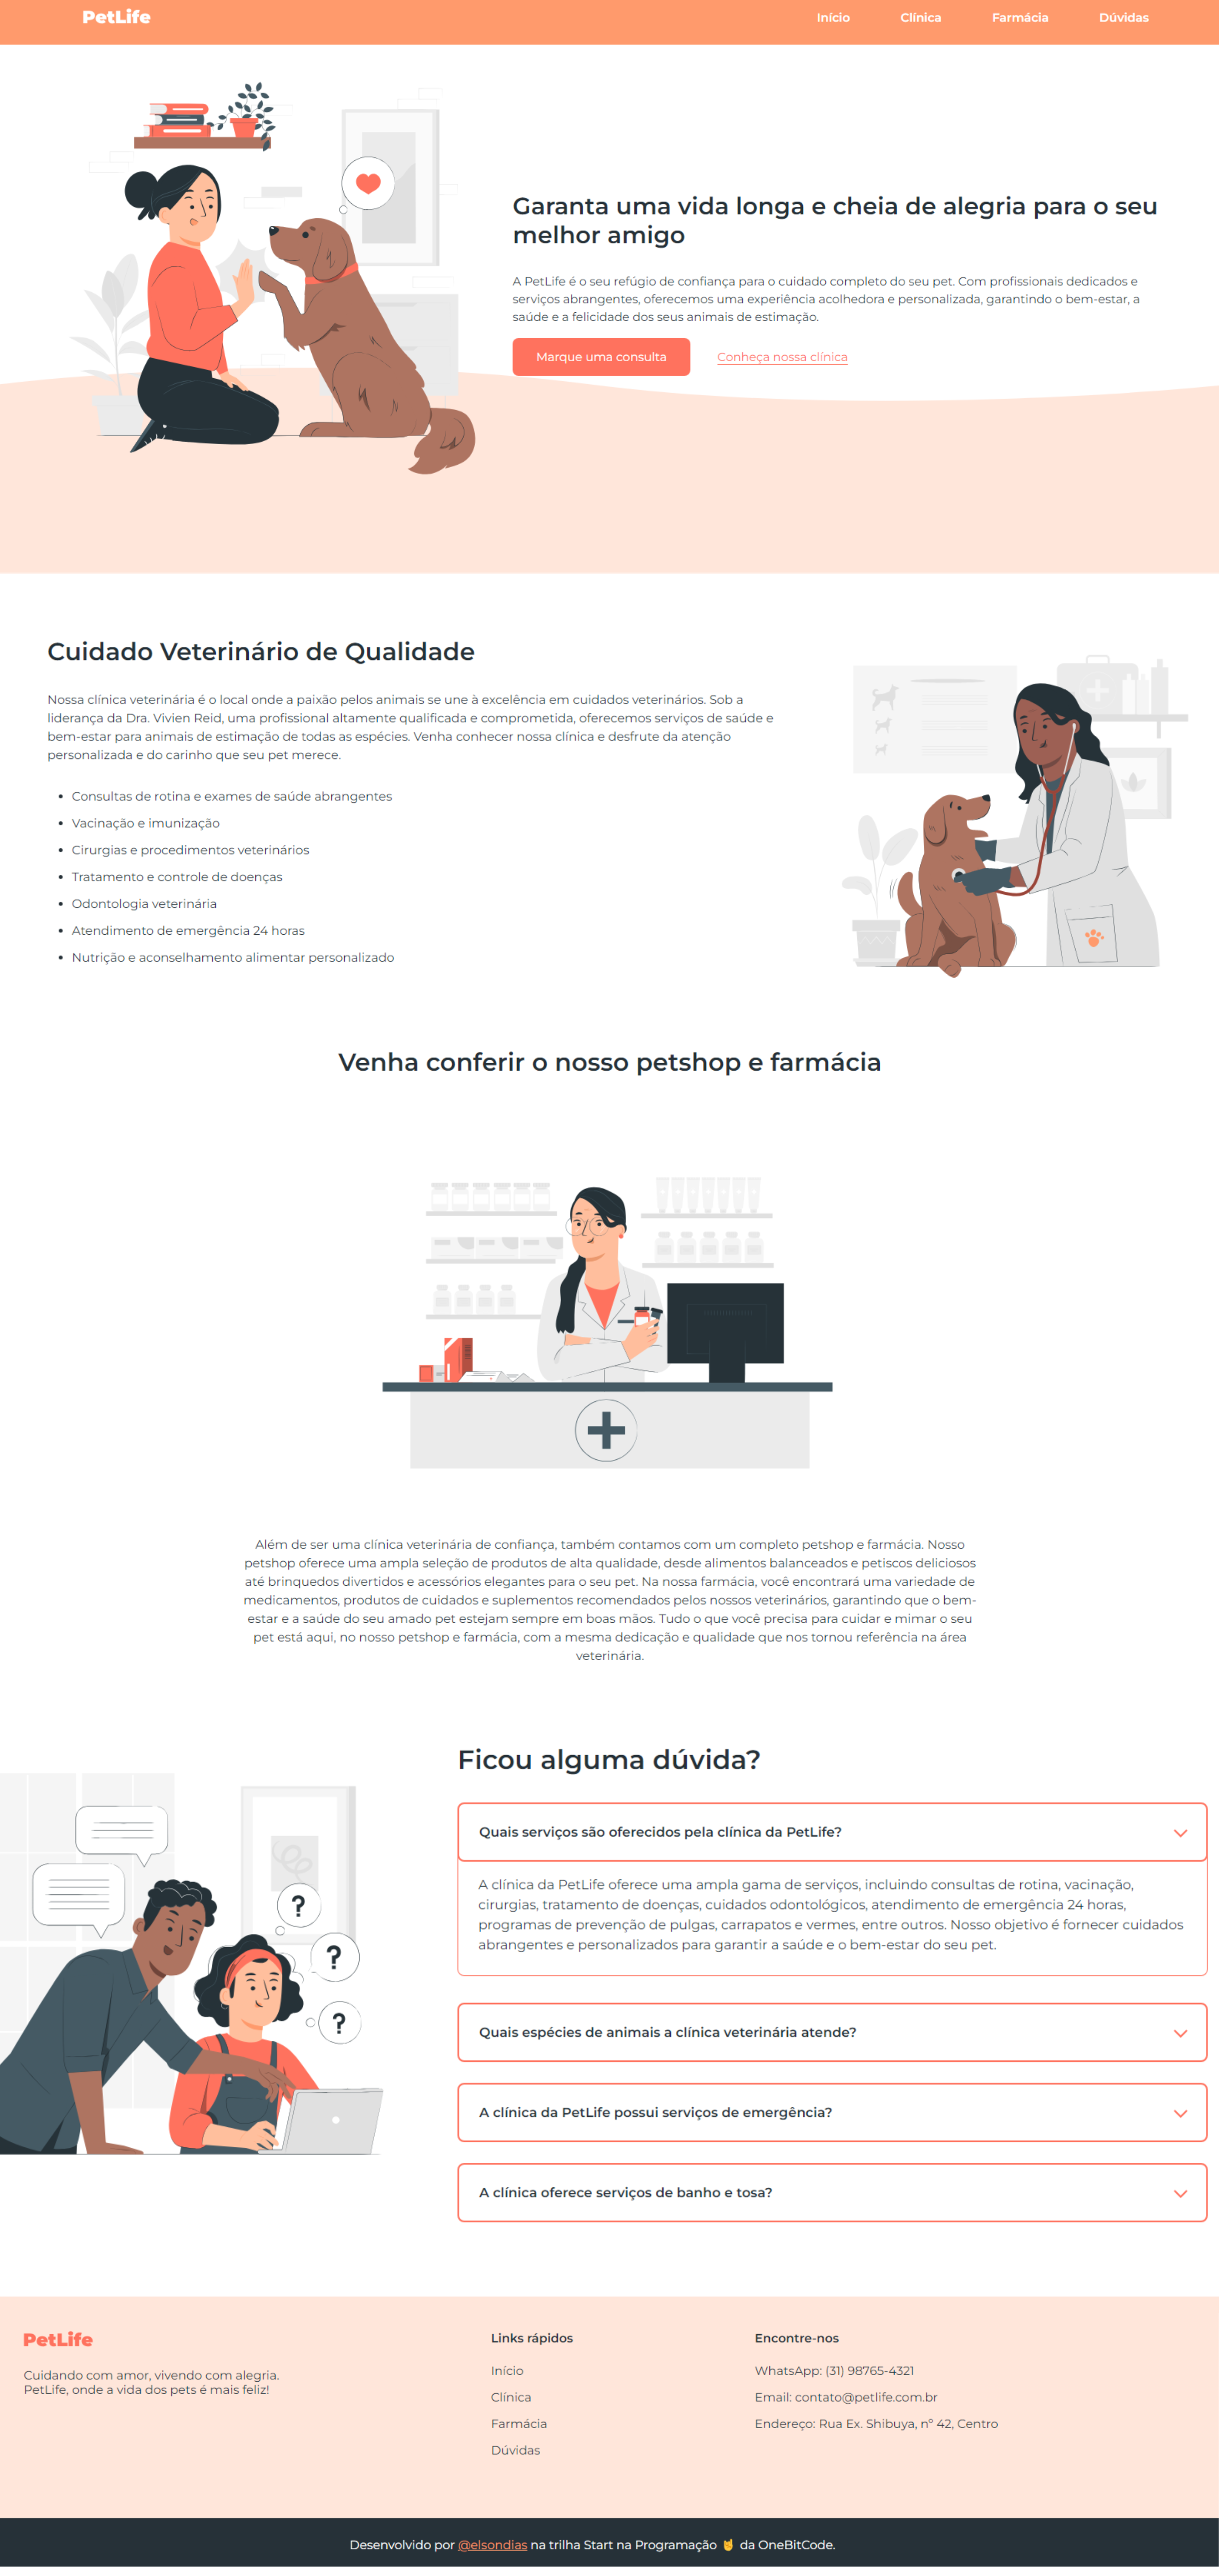 PetLife
Início
Clínica
Farmácia
Dúvidas
Garanta uma vida longa e cheia de alegria para o seu
melhor amigo
A PetLife é o seu refúgio de confiança para o cuidado completo do seu pet. Com profissionais dedicados e
serviços abrangentes, oferecemos uma experiência acolhedora e personalizada, garantindo o bem-estar, a
saúde e a felicidade dos seus animais de estimação.
Marque uma consulta
Conheça nossa clínica
Cuidado Veterinário de Qualidade
Nossa clínica veterinária é o local onde a paixão pelos animais se une à excelência em cuidados veterinários. Sob a
liderança da Dra. Vivien Reid, uma profissional altamente qualificada e comprometida, oferecemos serviços de saúde e
bem-estar para animais de estimação de todas as espécies. Venha conhecer nossa clínica e desfrute da atenção
personalizada e do carinho que seu pet merece.
• Consultas de rotina e exames de saúde abrangentes
• Vacinação e imunização
• Cirurgias e procedimentos veterinários
• Tratamento e controle de doenças
• Odontologia veterinária
• Atendimento de emergência 24 horas
• Nutrição e aconselhamento alimentar personalizado
Venha conferir o nosso petshop e farmácia
Além de ser uma clínica veterinária de confiança, também contamos com um completo petshop e farmácia. Nosso
petshop oferece uma ampla seleção de produtos de alta qualidade, desde alimentos balanceados e petiscos deliciosos
até brinquedos divertidos e acessórios elegantes para o seu pet. Na nossa farmácia, você encontrará uma variedade de
medicamentos, produtos de cuidados e suplementos recomendados pelos nossos veterinários, garantindo que o bem-
estar e a saúde do seu amado pet estejam sempre em boas mãos. Tudo o que você precisa para cuidar e mimar o seu
pet está aqui, no nosso petshop e farmácia, com a mesma dedicação e qualidade que nos tornou referência na área
veterinária.
Ficou alguma dúvida?
?
?
?
Quais serviços são oferecidos pela clínica da PetLife?
A clínica da PetLife oferece uma ampla gama de serviços, incluindo consultas de rotina, vacinação,
cirurgias, tratamento de doenças, cuidados odontológicos, atendimento de emergência 24 horas,
programas de prevenção de pulgas, carrapatos e vermes, entre outros. Nosso objetivo é fornecer cuidados
abrangentes e personalizados para garantir a saúde e o bem-estar do seu pet.
Quais espécies de animais a clínica veterinária atende?
A clínica da PetLife possui serviços de emergência?
A clínica oferece serviços de banho e tosa?
PetLife
Cuidando com amor, vivendo com alegria.
PetLife, onde a vida dos pets é mais feliz!
Links rápidos
Início
Clínica
Farmácia
Dúvidas
Encontre-nos
WhatsApp: (31) 98765-4321
Email: contato@petlife.com.br
Endereço: Rua Ex. Shibuya, nº 42, Centro
Desenvolvido por @elsondias na trilha Start na Programação 🤘 da OneBitCode.